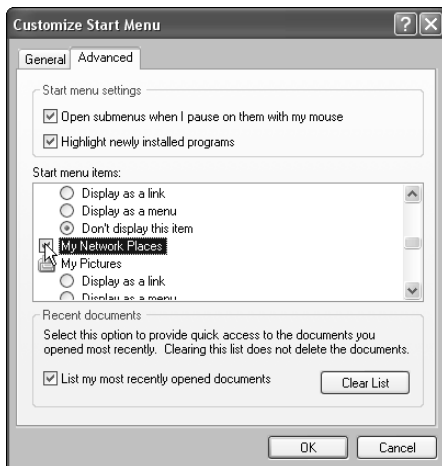 Customize Start Menu
General Advanced
Start menu settings
Open submenus when I pause on them with my mouse
Highlight newly installed programs
Start menu items:
Display as a link
Display as a menu
Don't display this item
My Network Places
My Pictures
Display as a link
Display as a menu
Recent documents
Select this option to provide quick access to the documents you
opened most recently. Clearing this list does not delete the documents.
List my most recently opened documents Clear List
OK Cancel